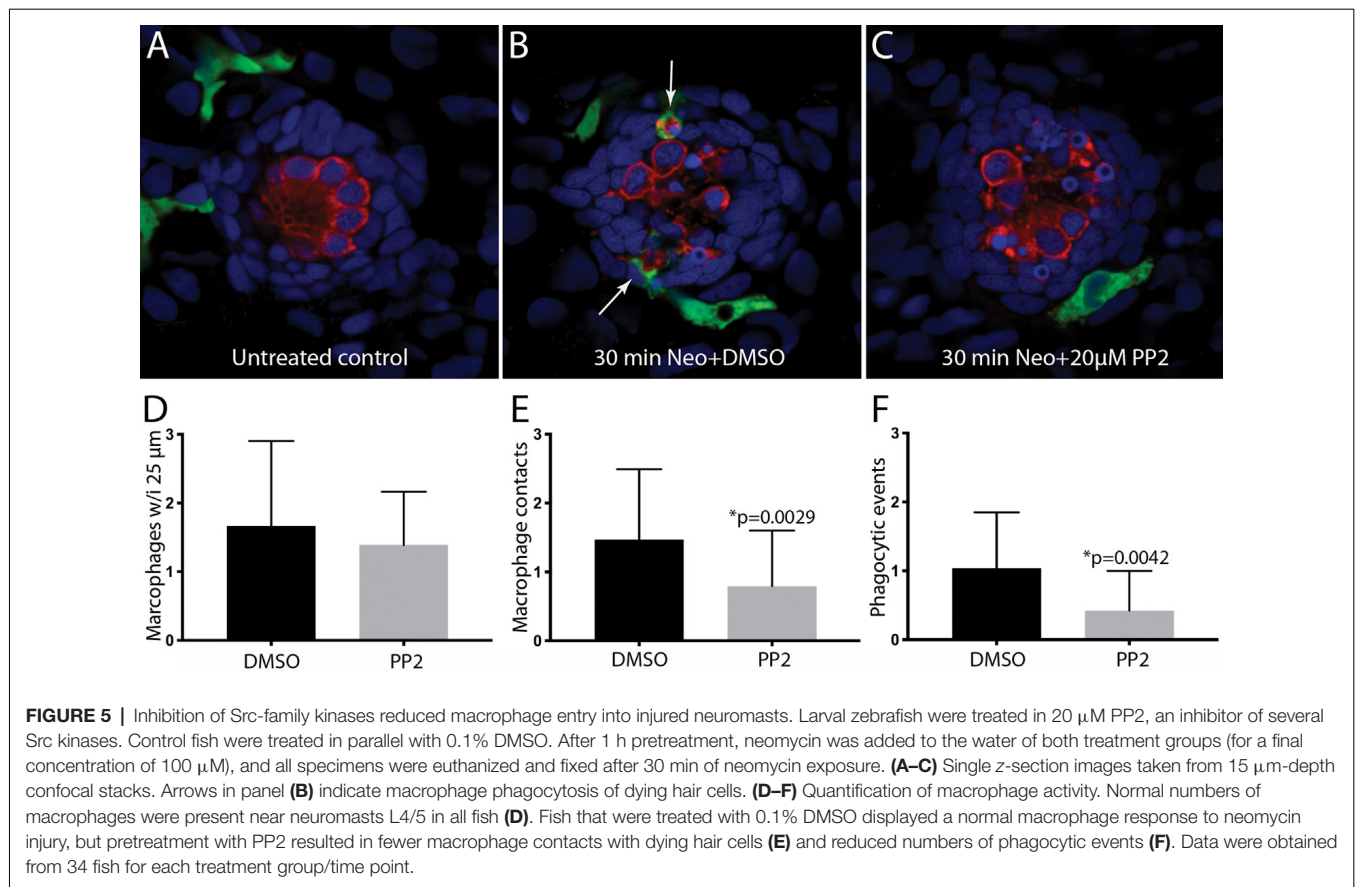 A
B
C
Untreated control
30 min Neo+DMSO
30 min Neo+20µM PP2
D
E
F
Marcophages w/i 25 µm
3
2
1
0
DMSO
PP2
Macrophage contacts
3
2
1
0
*p=0.0029
DMSO
PP2
Phagocytic events
3
2
1
0
*p=0.0042
DMSO
PP2
FIGURE 5 | Inhibition of Src-family kinases reduced macrophage entry into injured neuromasts. Larval zebrafish were treated in 20 μM PP2, an inhibitor of several
Src kinases. Control fish were treated in parallel with 0.1% DMSO. After 1 h pretreatment, neomycin was added to the water of both treatment groups (for a final
concentration of 100 μM), and all specimens were euthanized and fixed after 30 min of neomycin exposure. (A–C) Single z-section images taken from 15 μm-depth
confocal stacks. Arrows in panel (B) indicate macrophage phagocytosis of dying hair cells. (D–F) Quantification of macrophage activity. Normal numbers of
macrophages were present near neuromasts L4/5 in all fish (D). Fish that were treated with 0.1% DMSO displayed a normal macrophage response to neomycin
injury, but pretreatment with PP2 resulted in fewer macrophage contacts with dying hair cells (E) and reduced numbers of phagocytic events (F). Data were obtained
from 34 fish for each treatment group/time point.